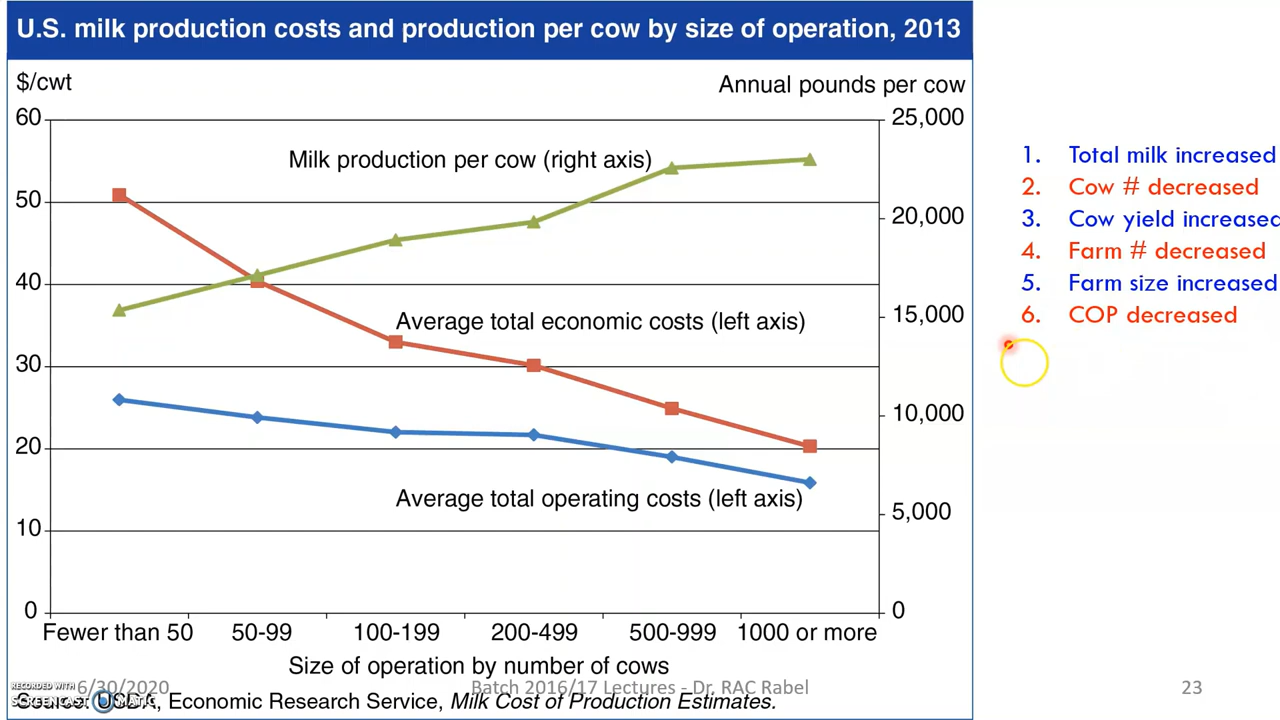 U.S. milk production costs and production per cow by size of operation, 2013
$/cwt
Annual pounds per cow
60
50
40
30
20
10
0
25,000
20,000
15,000
10,000
5,000
0
Milk production per cow (right axis)
Average total economic costs (left axis)
Average total operating costs (left axis)
Fewer than 50 50-99 100-199 200-499 500-999 1000 or more
Size of operation by number of cows
Source: USDA, Economic Research Service, Milk Cost of Production Estimates.
1. Total milk increased
2. Cow # decreased
3. Cow yield increased
4. Farm # decreased
5. Farm size increased
6. COP decreased
6/30/2020
Batch 2016/17 Lectures - Dr. RAC Rabel
23
RECORDED WITH
SCREENCAST MATIC